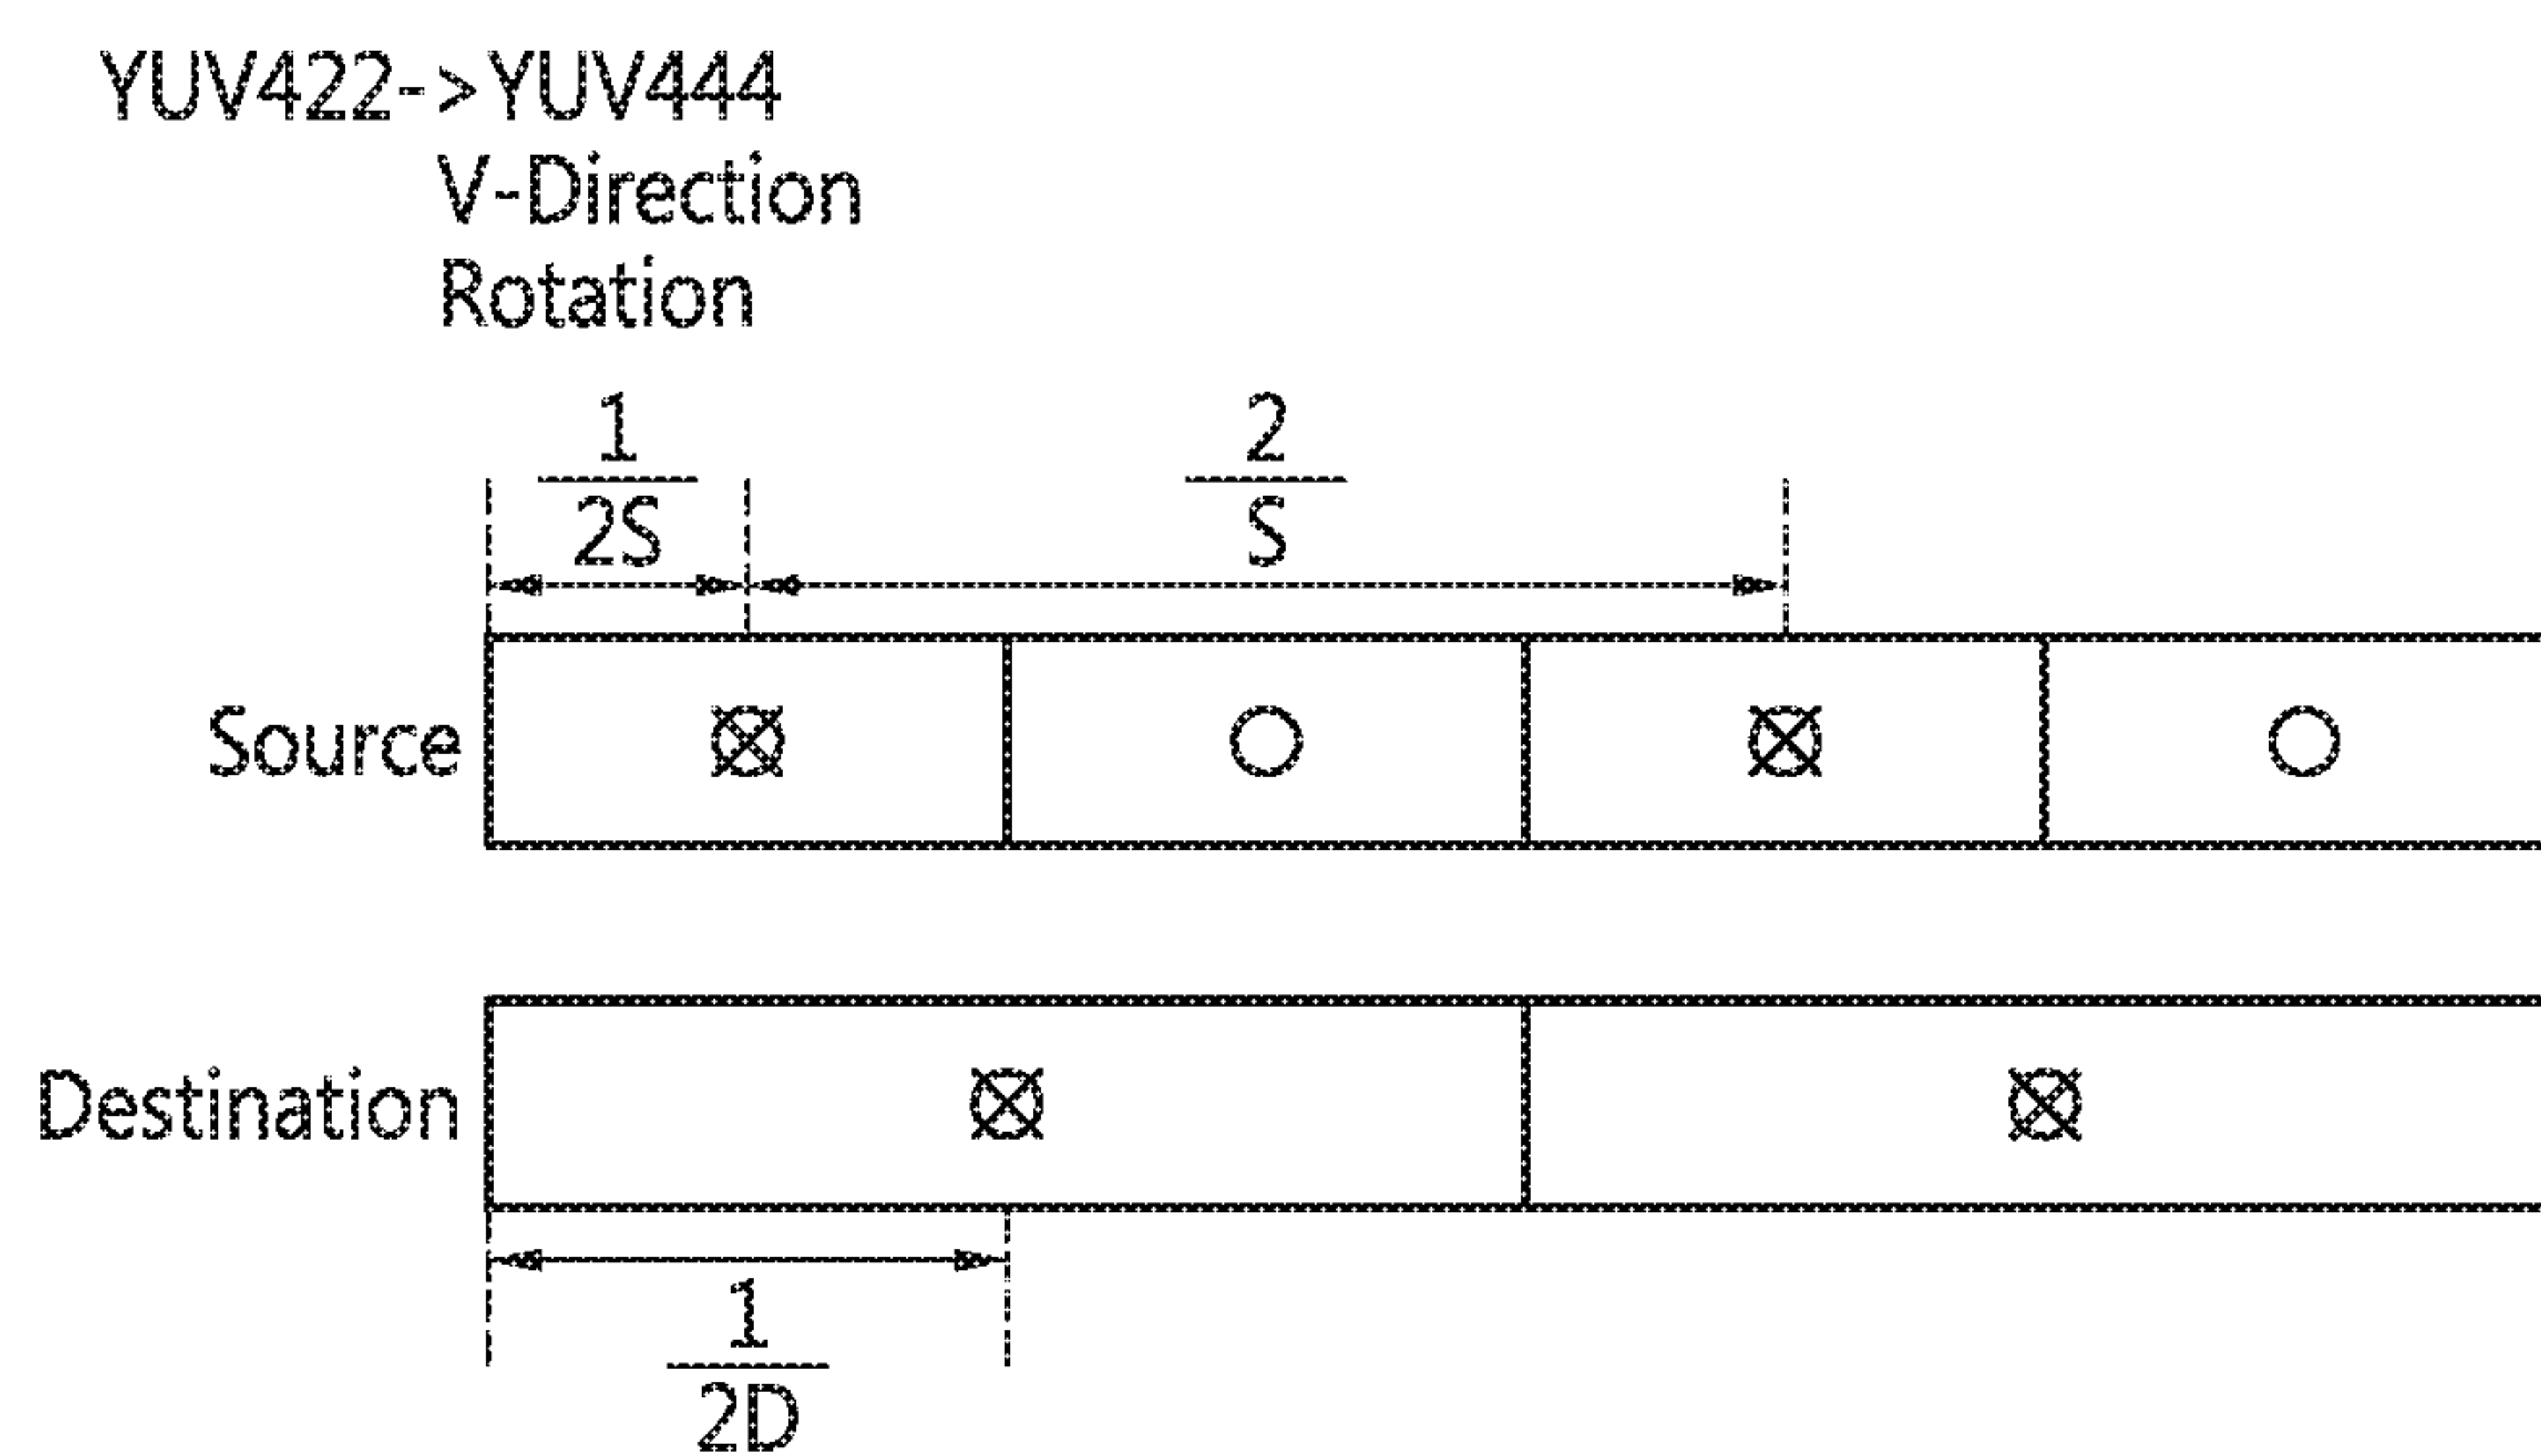 YUV422->YUV444
V-Direction
Rotation
1
2S
2
S
Source
Destination
1
2D